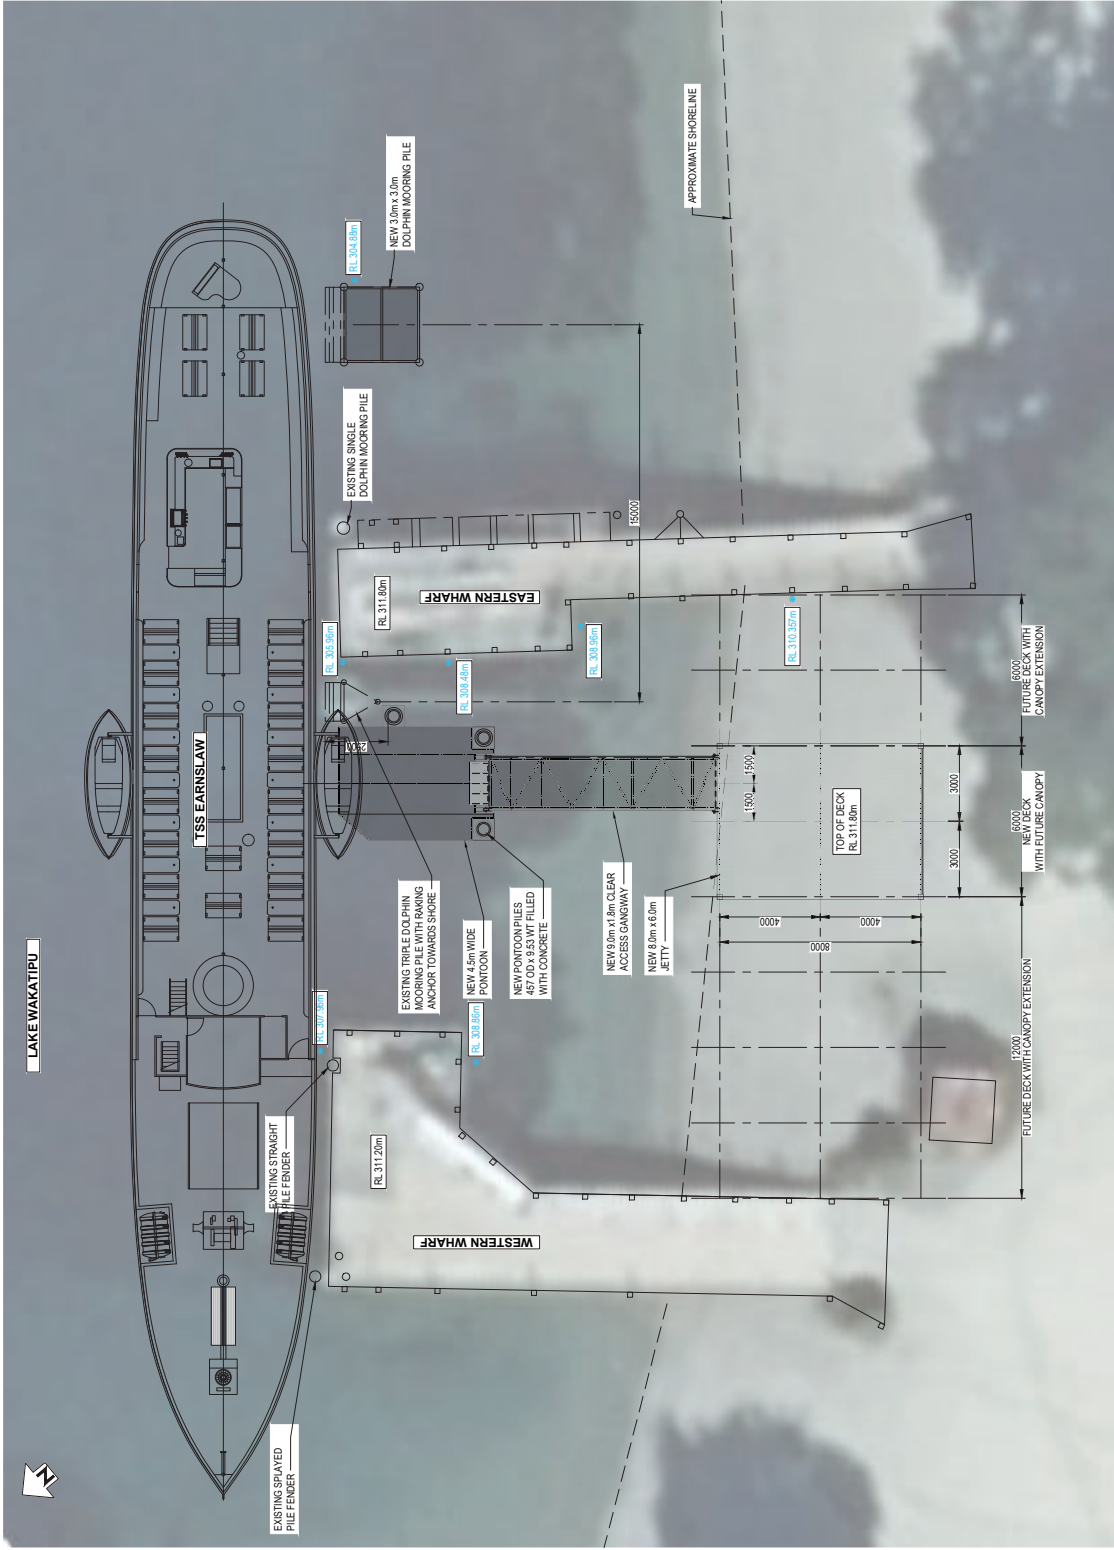 LAKE WAKATIPU
TSS EARNSLAW
N
EXISTING SPLAYED
PILE FENDER
EXISTING STRAIGHT
PILE FENDER
RL 307.96m
RL 311.20m
WESTERN WHARF
RL 308.86m
EXISTING TRIPLE DOLPHIN
MOORING PILE WITH RAKING
ANCHOR TOWARDS SHORE
NEW 4.5m WIDE
PONTOON
NEW PONTOON PILES
457 OD x 9.53 WT FILLED
WITH CONCRETE
NEW 9.0m x1.8m CLEAR
ACCESS GANGWAY
NEW 8.0m x 6.0m
JETTY
RL 305.96m
RL 308.48m
RL 308.96m
RL 311.80m
EASTERN WHARF
EXISTING SINGLE
DOLPHIN MOORING PILE
RL 304.88m
NEW 3.0m x 3.0m
DOLPHIN MOORING PILE
15000
APPROXIMATE SHORELINE
RL 310.357m
1500
1500
TOP OF DECK
RL 311.80m
4000
4000
8000
3000
3000
12000
FUTURE DECK WITH CANOPY EXTENSION
6000
NEW DECK
WITH FUTURE CANOPY
6000
FUTURE DECK WITH
CANOPY EXTENSION